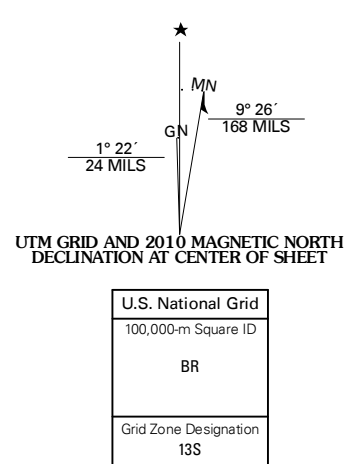 MN
9° 26´
168 MILS
GN
1° 22´
24 MILS
UTM GRID AND 2010 MAGNETIC NORTH
DECLINATION AT CENTER OF SHEET
U.S. National Grid
100,000-m Square ID
BR
Grid Zone Designation
13S